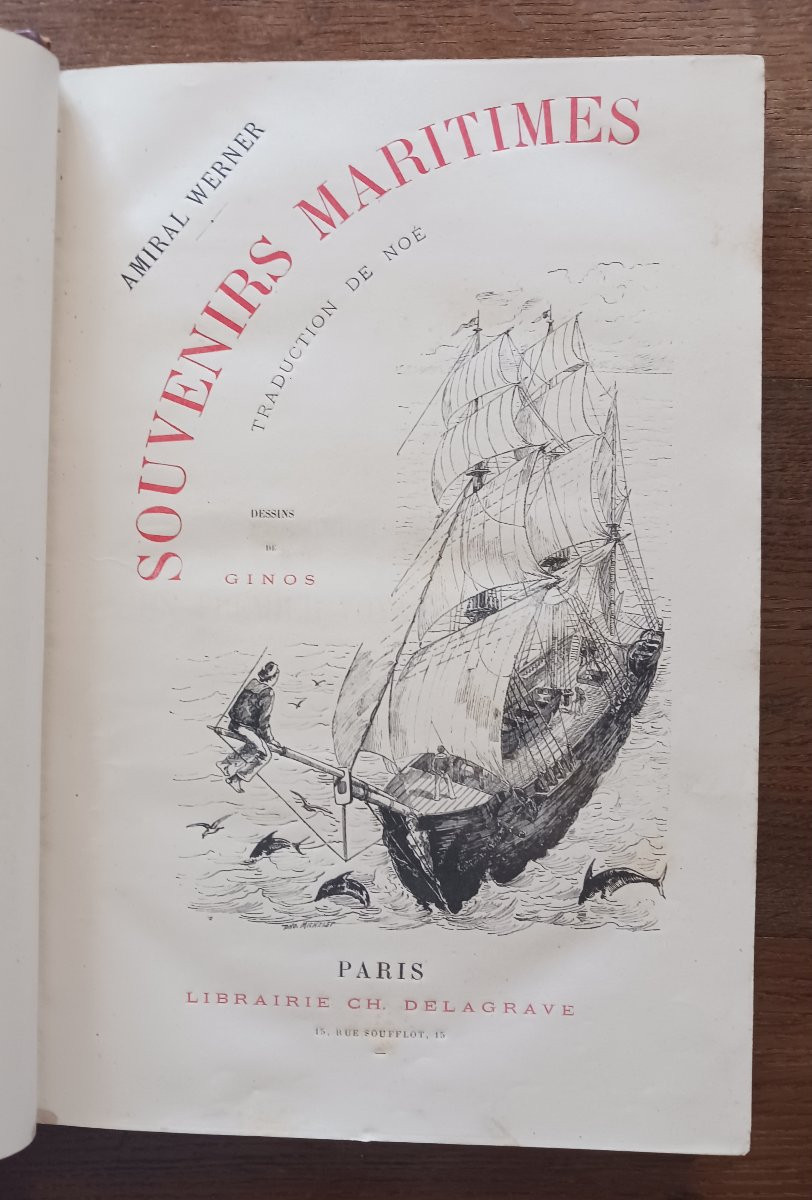 AMIRAL WERNER
SOUVENIRS MARITIMES
TRADUCTION DE NOÉ
DESSINS
DE
GINOS
PARIS
LIBRAIRIE CH. DELAGRAVE
15, RUE SOUFFLOT, 15